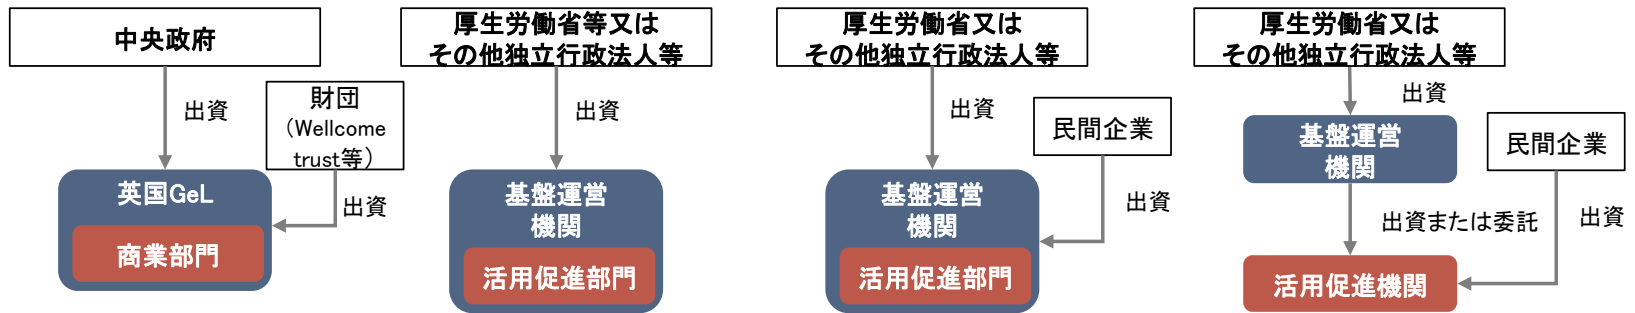 中央政府
出資
財団
（Wellcome
trust等）
英国GeL
出資
商業部門
厚生労働省等又は
その他独立行政法人等
出資
基盤運営
機関
活用促進部門
厚生労働省又は
その他独立行政法人等
出資
民間企業
基盤運営
機関
出資
活用促進部門
厚生労働省又は
その他独立行政法人等
出資
基盤運営
機関
民間企業
出資または委託
出資
活用促進機関